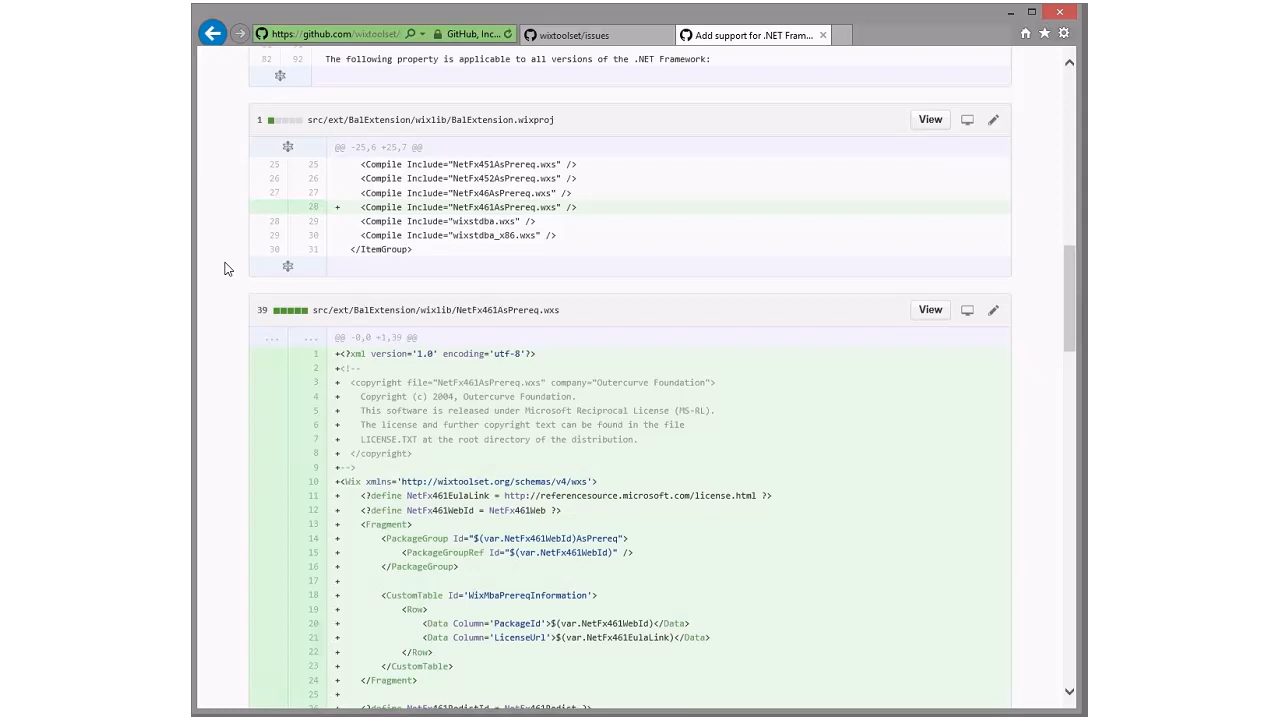 https://github.com/wixtoolset/
GitHub, Inc...
wixtoolset/issues
Add support for .NET Fram...
82 92 The following property is applicable to all versions of the .NET Framework:
1 src/ext/BalExtension/wixlib/BalExtension.wixproj View
@@ -25,6 +25,7 @@
25 25 <Compile Include="NetFx451AsPrereq.wxs" />
26 26 <Compile Include="NetFx452AsPrereq.wxs" />
27 27 <Compile Include="NetFx46AsPrereq.wxs" />
28 + <Compile Include="NetFx461AsPrereq.wxs" />
28 29 <Compile Include="wixstdba.wxs" />
29 30 <Compile Include="wixstdba_x86.wxs" />
30 31 </ItemGroup>
39 src/ext/BalExtension/wixlib/NetFx461AsPrereq.wxs View
... ... @@ -0,0 +1,39 @@
1 +<?xml version='1.0' encoding='utf-8'?>
2 +<!--
3 + <copyright file="NetFx461AsPrereq.wxs" company="Outercurve Foundation">
4 + Copyright (c) 2004, Outercurve Foundation.
5 + This software is released under Microsoft Reciprocal License (MS-RL).
6 + The license and further copyright text can be found in the file
7 + LICENSE.TXT at the root directory of the distribution.
8 + </copyright>
9 +-->
10 +<Wix xmlns='http://wixtoolset.org/schemas/v4/wxs'>
11 + <?define NetFx461EulaLink = http://referencesource.microsoft.com/license.html ?>
12 + <?define NetFx461WebId = NetFx461Web ?>
13 + <Fragment>
14 + <PackageGroup Id="$(var.NetFx461WebId)AsPrereq">
15 + <PackageGroupRef Id="$(var.NetFx461WebId)" />
16 + </PackageGroup>
17 +
18 + <CustomTable Id='WixMbaPrereqInformation'>
19 + <Row>
20 + <Data Column='PackageId'>$(var.NetFx461WebId)</Data>
21 + <Data Column='LicenseUrl'>$(var.NetFx461EulaLink)</Data>
22 + </Row>
23 + </CustomTable>
24 + </Fragment>
25 +
26 + <?define NetFx461RedistId = NetFx461Redist ?>